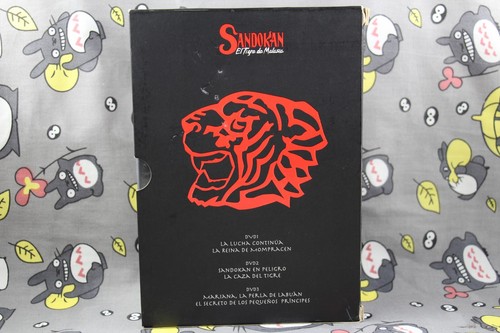 SANDOKAN
El Tigre de Malasia
DVD1
LA LUCHA CONTINÚA
LA REINA DE MOMPRACEN
DVD2
SANDOKAN EN PELIGRO
LA CAZA DEL TIGRE
DVD3
MARIANA, LA PERLA DE LABUÁN
EL SECRETO DE LOS PEQUEÑOS PRÍNCIPES